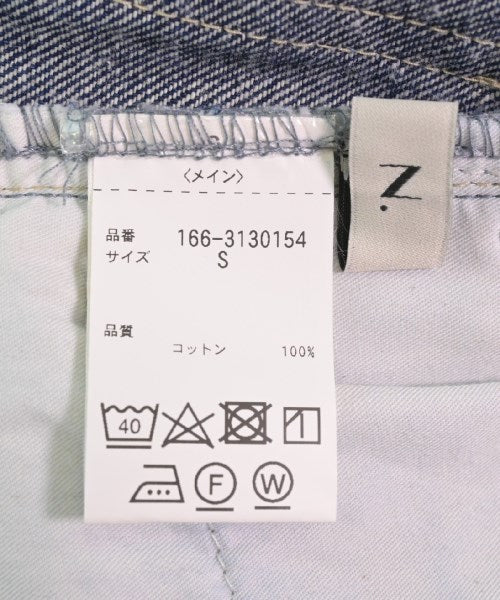 〈メイン〉
品番 166-3130154
サイズ S
品質
コットン 100%
40
F W
N.